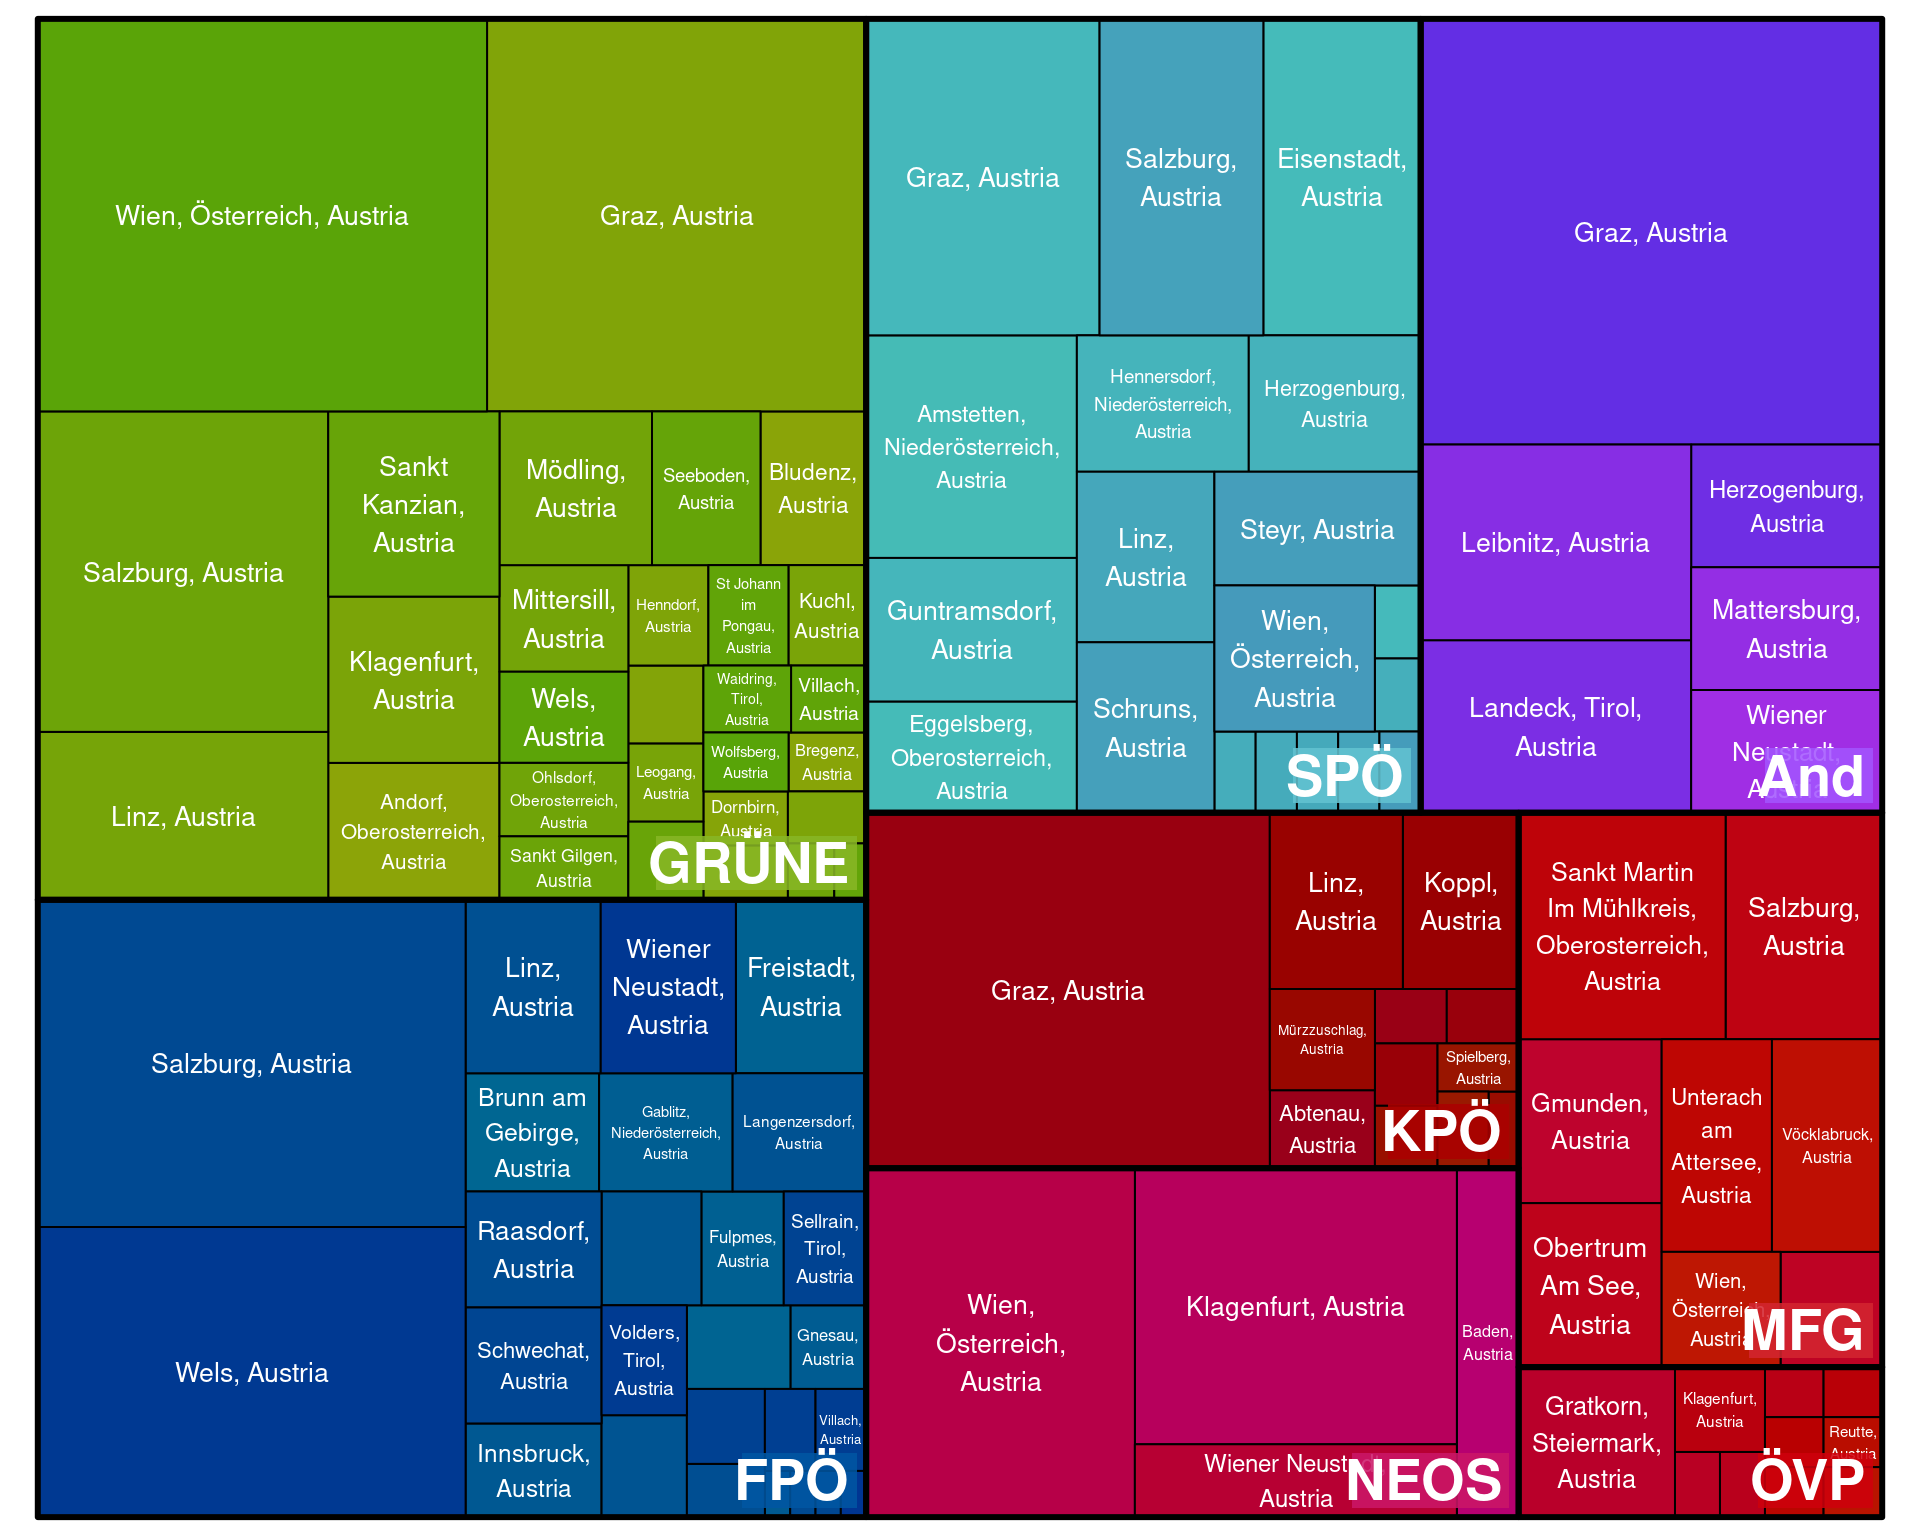 Wien, Österreich, Austria
Graz, Austria
Salzburg, Austria
Linz, Austria
Sankt
Kanzian,
Austria
Klagenfurt,
Austria
Andorf,
Oberosterreich,
Austria
Mödling,
Austria
Seeboden,
Austria
Bludenz,
Austria
Mittersill,
Austria
Henndorf,
Austria
St Johann
im
Pongau,
Austria
Kuchl,
Austria
Wels,
Austria
Waidring,
Tirol,
Austria
Villach,
Austria
Ohlsdorf,
Oberosterreich,
Austria
Leogang,
Austria
Wolfsberg,
Austria
Bregenz,
Austria
Dornbirn,
Austria
Sankt Gilgen,
Austria
GRÜNE
Graz, Austria
Salzburg,
Austria
Eisenstadt,
Austria
Amstetten,
Niederösterreich,
Austria
Hennersdorf,
Niederösterreich,
Austria
Herzogenburg,
Austria
Guntramsdorf,
Austria
Linz,
Austria
Steyr, Austria
Wien,
Österreich,
Austria
Eggelsberg,
Oberosterreich,
Austria
Schruns,
Austria
SPÖ
Graz, Austria
Leibnitz, Austria
Herzogenburg,
Austria
Mattersburg,
Austria
Landeck, Tirol,
Austria
Wiener
Neustadt,
Austria
And
Salzburg, Austria
Wels, Austria
Linz,
Austria
Wiener
Neustadt,
Austria
Freistadt,
Austria
Brunn am
Gebirge,
Austria
Gablitz,
Niederösterreich,
Austria
Langenzersdorf,
Austria
Raasdorf,
Austria
Fulpmes,
Austria
Sellrain,
Tirol,
Austria
Schwechat,
Austria
Volders,
Tirol,
Austria
Gnesau,
Austria
Innsbruck,
Austria
Villach,
Austria
FPÖ
Graz, Austria
Linz,
Austria
Koppl,
Austria
Mürzzuschlag,
Austria
Spielberg,
Austria
Abtenau,
Austria
KPÖ
Wien,
Österreich,
Austria
Klagenfurt, Austria
Baden,
Austria
Wiener Neustadt,
Austria
NEOS
Sankt Martin
Im Mühlkreis,
Oberosterreich,
Austria
Salzburg,
Austria
Gmunden,
Austria
Unterach
am
Attersee,
Austria
Vöcklabruck,
Austria
Obertrum
Am See,
Austria
Wien,
Österreich,
Austria
MFG
Gratkorn,
Steiermark,
Austria
Klagenfurt,
Austria
Reutte,
Austria
ÖVP